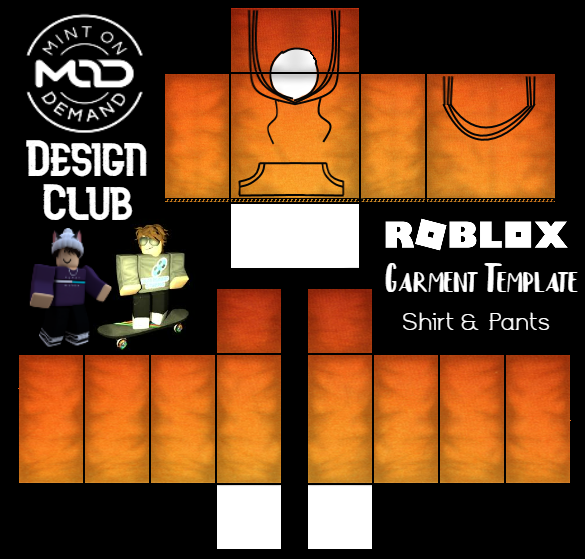 MINT ON
MOD
DEMAND
DESIGN
CLUB
ROBLOX
GARMENT TEMPLATE
Shirt & Pants